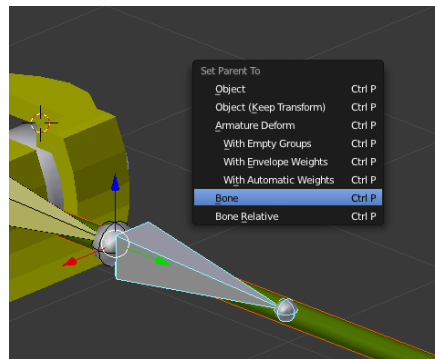 Set Parent To
Object Ctrl P
Object (Keep Transform) Ctrl P
Armature Deform Ctrl P
With Empty Groups Ctrl P
With Envelope Weights Ctrl P
With Automatic Weights Ctrl P
Bone Ctrl P
Bone Relative Ctrl P